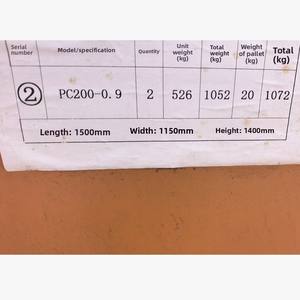 Serial number Model/specification Quantity Unit weight (kg) Total weight (kg) Weight of pallet (kg) Total (kg)
② PC200-0.9 2 526 1052 20 1072
Length: 1500mm Width: 1150mm Height: 1400mm